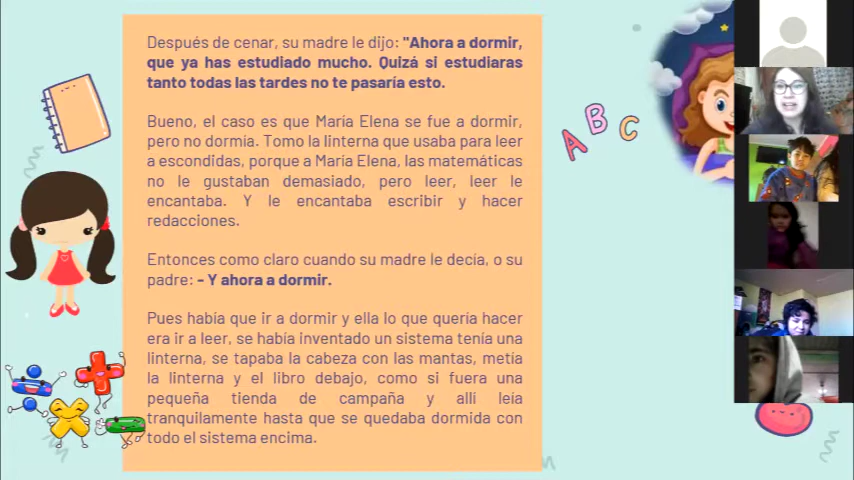 Después de cenar, su madre le dijo: "Ahora a dormir,
que ya has estudiado mucho. Quizá si estudiaras
tanto todas las tardes no te pasaría esto.
Bueno, el caso es que María Elena se fue a dormir,
pero no dormía. Tomo la linterna que usaba para leer
a escondidas, porque a María Elena, las matemáticas
no le gustaban demasiado, pero leer, leer le
encantaba. Y le encantaba escribir y hacer
redacciones.
Entonces como claro cuando su madre le decía, o su
padre: - Y ahora a dormir.
Pues había que ir a dormir y ella lo que quería hacer
era ir a leer, se había inventado un sistema tenía una
linterna, se tapaba la cabeza con las mantas, metía
la linterna y el libro debajo, como si fuera una
pequeña tienda de campaña y allí leía
tranquilamente hasta que se quedaba dormida con
todo el sistema encima.
A B C